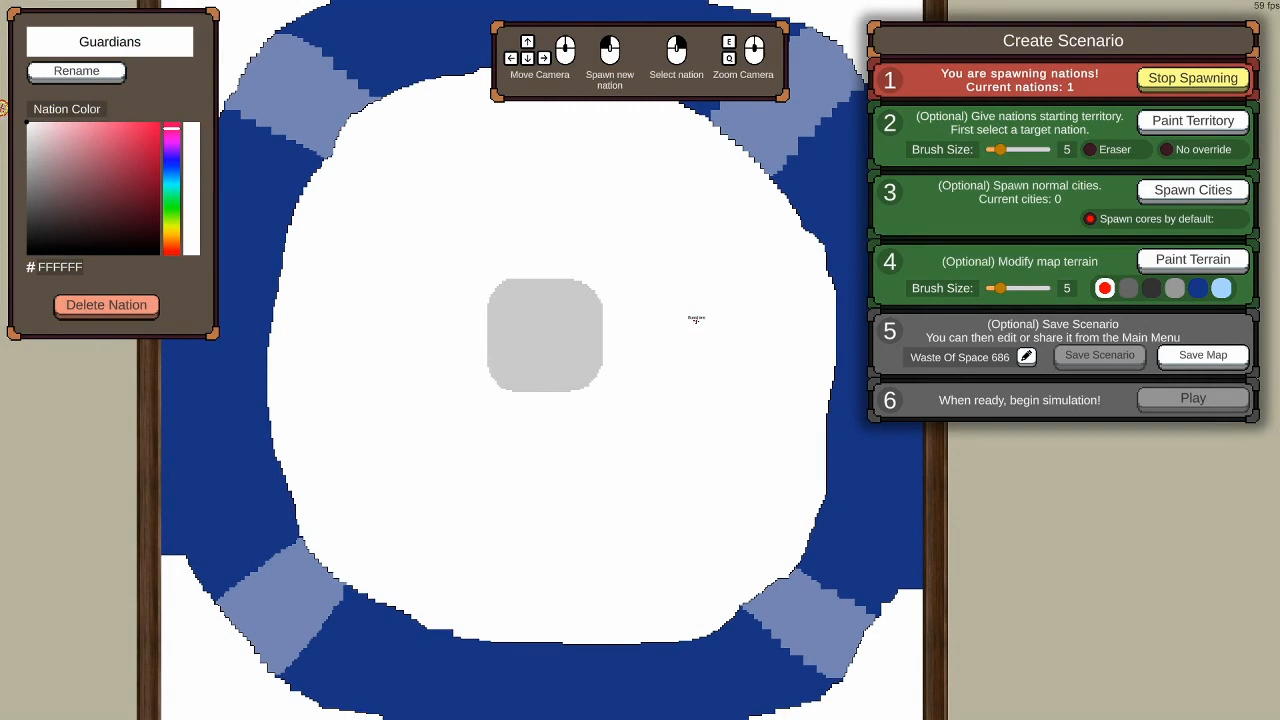 59 fps
Guardians
Rename
Nation Color
# FFFFFF
Delete Nation
E
Q
Move Camera
Spawn new
nation
Select nation
Zoom Camera
Create Scenario
1
You are spawning nations!
Current nations: 1
Stop Spawning
2
(Optional) Give nations starting territory.
First select a target nation.
Paint Territory
Brush Size:
5
Eraser
No override
3
(Optional) Spawn normal cities.
Current cities: 0
Spawn Cities
Spawn cores by default:
4
(Optional) Modify map terrain
Paint Terrain
Brush Size:
5
5
(Optional) Save Scenario
You can then edit or share it from the Main Menu
Waste Of Space 686
Save Scenario
Save Map
6
When ready, begin simulation!
Play